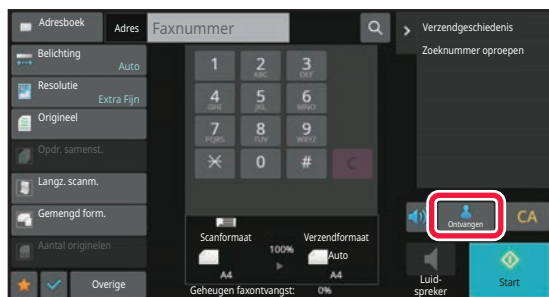 Adresboek
Adres
Faxnummer
Verzendgeschiedenis
Zoeknummer oproepen
Belichting
Auto
Resolutie
Extra Fijn
Origineel
Opdr. samenst.
Langz. scanm.
Gemengd form.
Aantal originelen
Overige
1
2
ABC
3
DEF
4
GHI
5
JKL
6
MNO
7
PQRS
8
TUV
9
WXYZ
0
#
C
Scanformaat
100%
Verzendformaat
Auto
A4
A4
Geheugen faxontvangst: 0%
Ontvangen
CA
Luid-
spreker
Start